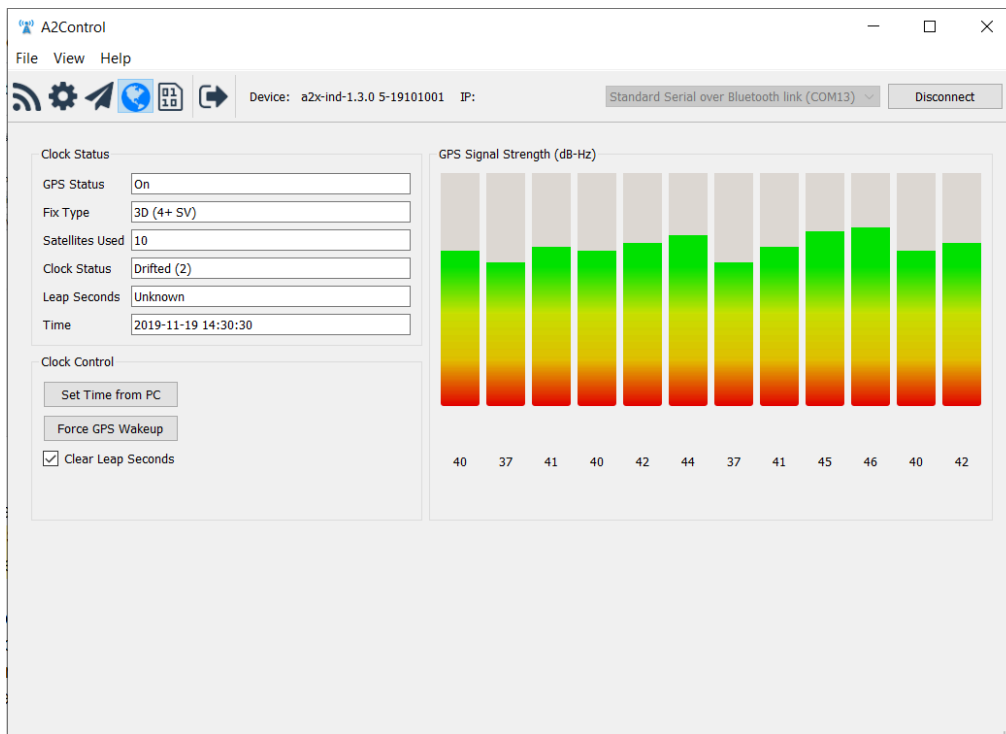 A2Control
File View Help
Device: a2x-ind-1.3.0 5-19101001 IP: Standard Serial over Bluetooth link (COM13) Disconnect
Clock Status
GPS Status On
Fix Type 3D (4+ SV)
Satellites Used 10
Clock Status Drifted (2)
Leap Seconds Unknown
Time 2019-11-19 14:30:30
Clock Control
Set Time from PC
Force GPS Wakeup
Clear Leap Seconds
GPS Signal Strength (dB-Hz)
40 37 41 40 42 44 37 41 45 46 40 42